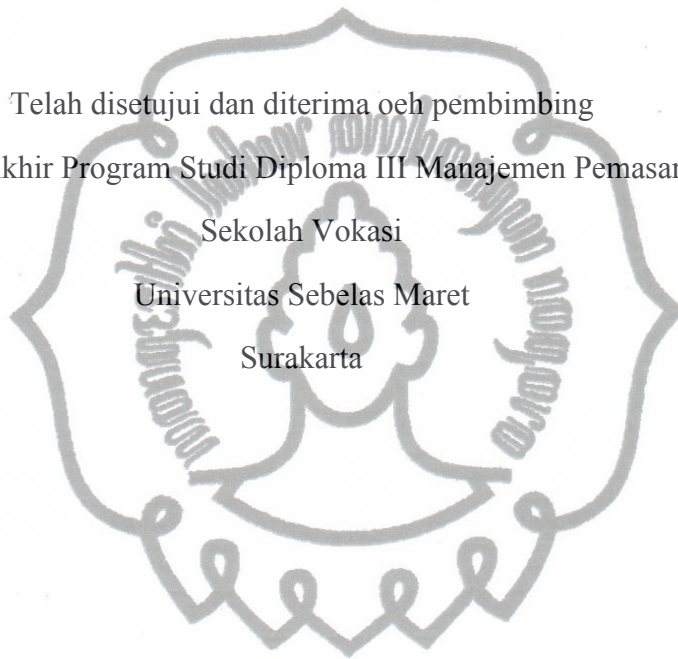 Telah disetujui dan diterima oeh pembimbing
khir Program Studi Diploma III Manajemen Pemasar
Sekolah Vokasi
Universitas Sebelas Maret
Surakarta